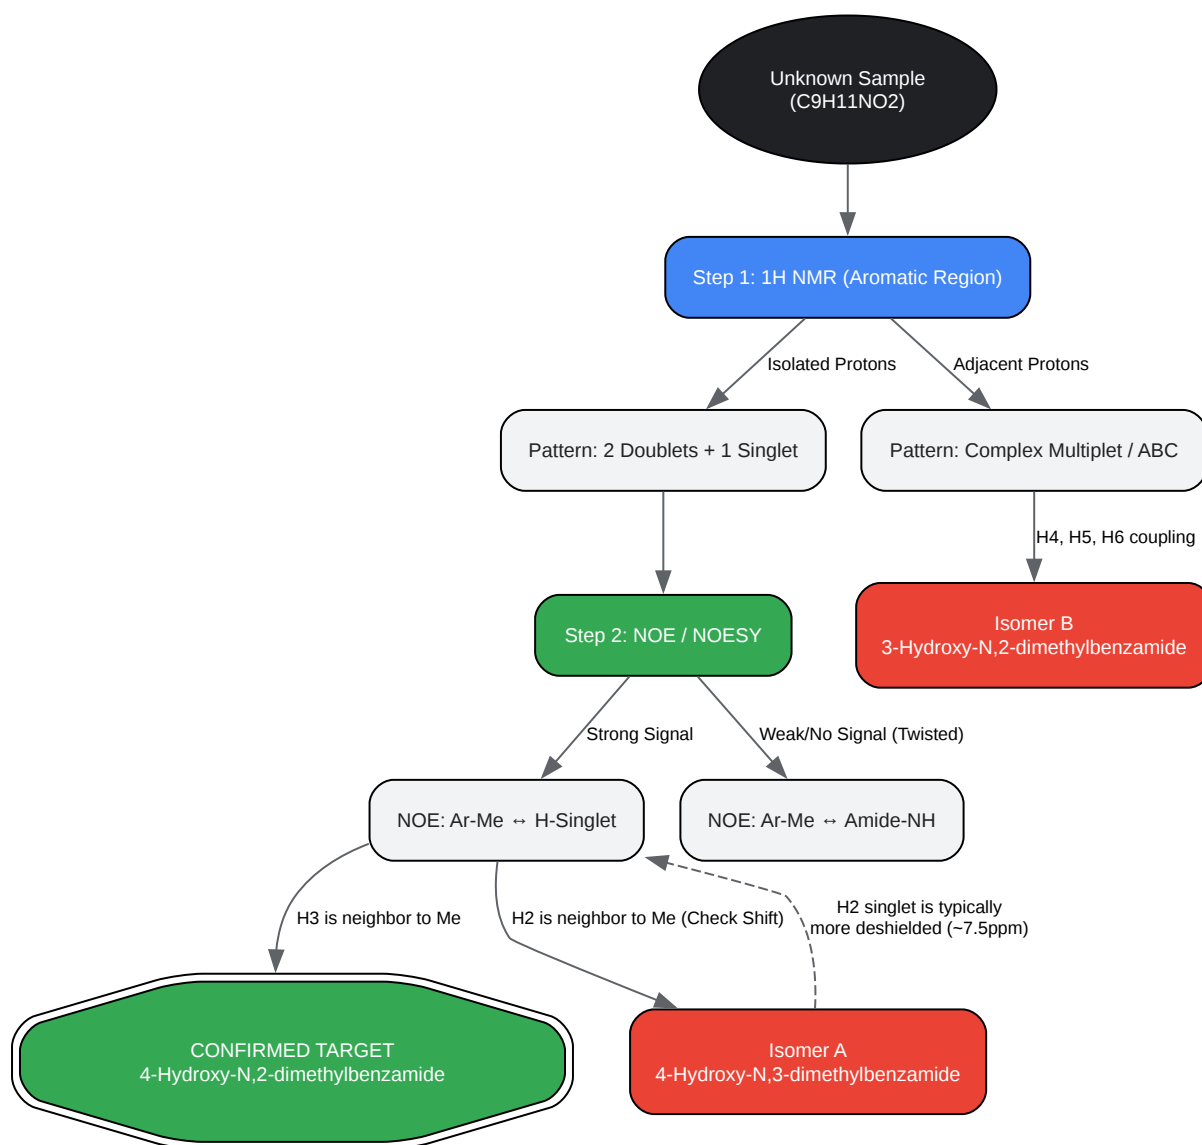 Unknown Sample
(C9H11NO2)
Step 1: 1H NMR (Aromatic Region)
Isolated Protons
Adjacent Protons
Pattern: 2 Doublets + 1 Singlet
Pattern: Complex Multiplet / ABC
H4, H5, H6 coupling
Step 2: NOE / NOESY
Isomer B
3-Hydroxy-N,2-dimethylbenzamide
Strong Signal
Weak/No Signal (Twisted)
NOE: Ar-Me ↔ H-Singlet
NOE: Ar-Me ↔ Amide-NH
H3 is neighbor to Me
H2 is neighbor to Me (Check Shift)
H2 singlet is typically
more deshielded (~7.5ppm)
CONFIRMED TARGET
4-Hydroxy-N,2-dimethylbenzamide
Isomer A
4-Hydroxy-N,3-dimethylbenzamide